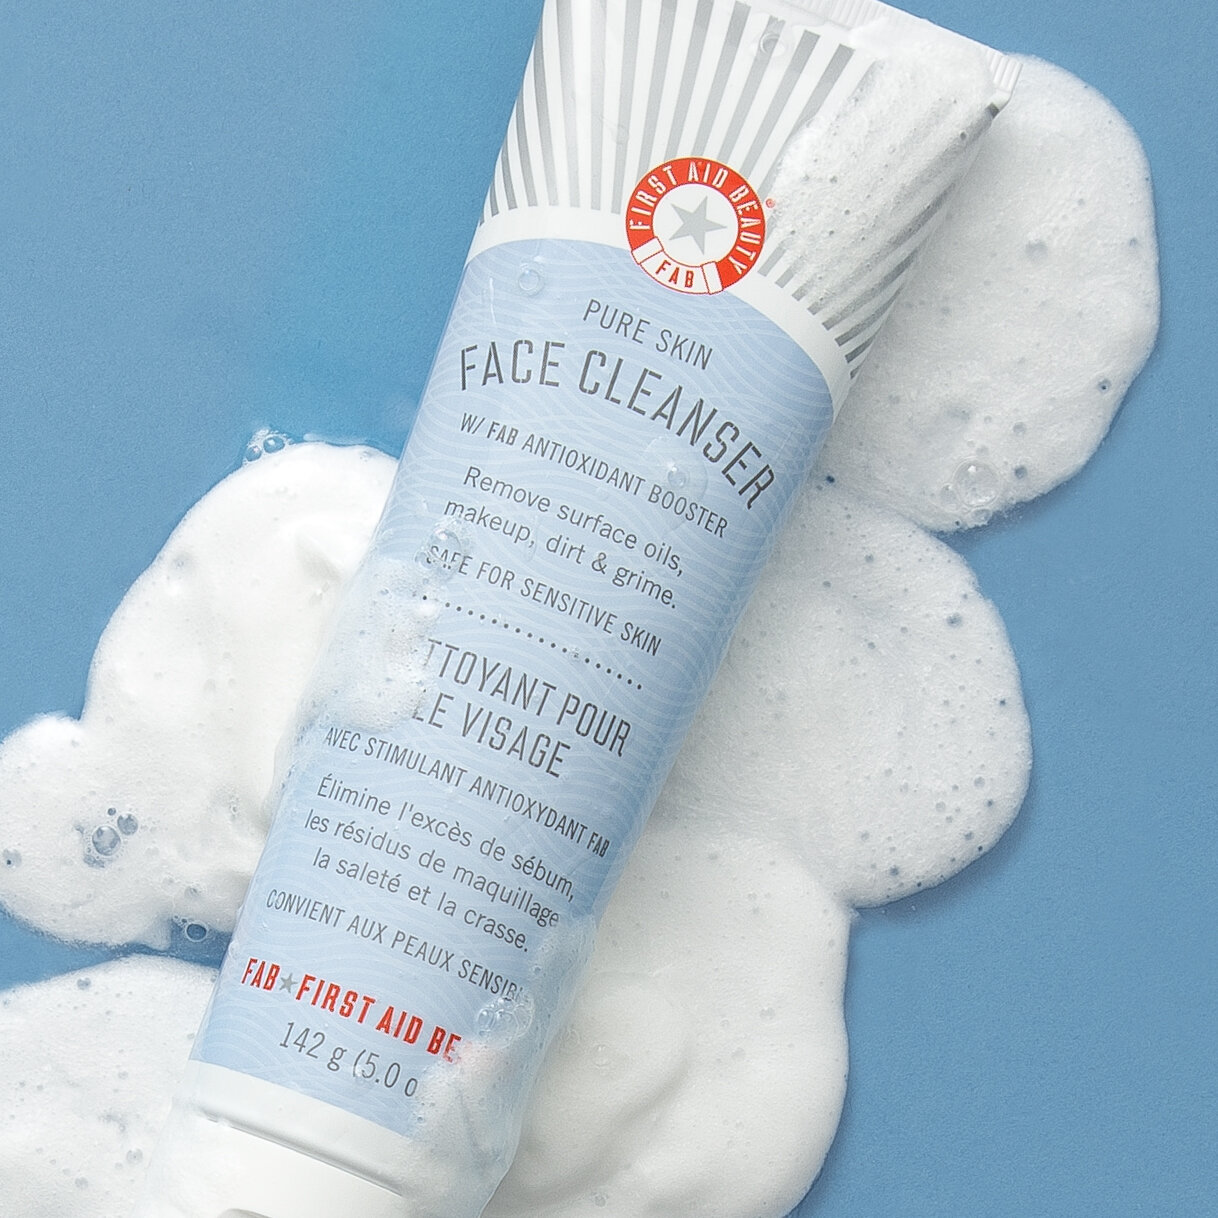 FIRST AID BEAUTY
FAB
PURE SKIN
FACE CLEANSER
W/ FAB ANTIOXIDANT BOOSTER
Remove surface oils,
makeup, dirt & grime.
SAFE FOR SENSITIVE SKIN
TTOYANT POUR
LE VISAGE
AVEC STIMULANT ANTIOXYDANT FAB
Élimine l'excès de sébum,
les résidus de maquillage
la saleté et la crasse.
CONVIENT AUX PEAUX SENSIB
FAB★FIRST AID BE
142 g (5.0 o